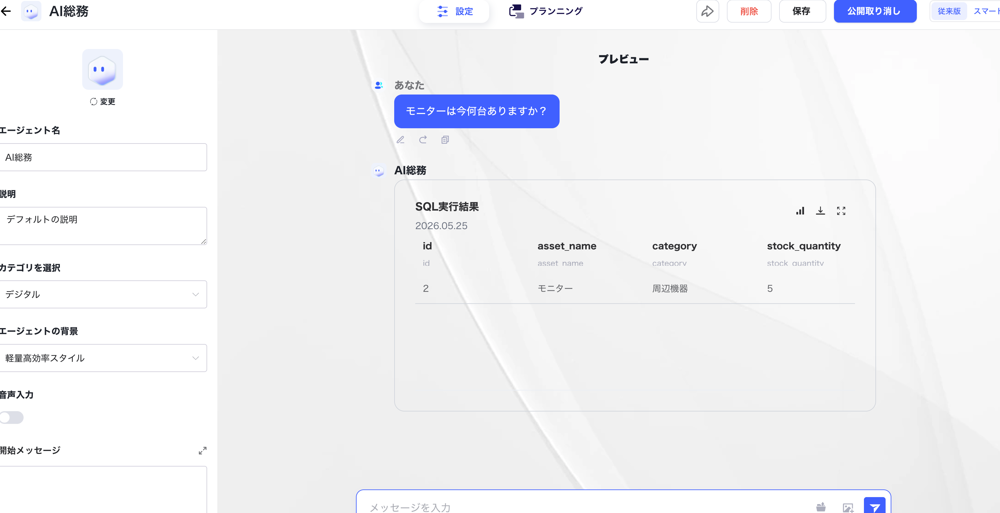 AI総務
設定
プランニング
削除
保存
公開取り消し
従来版
スマート
変更
エージェント名
AI総務
説明
デフォルトの説明
カテゴリを選択
デジタル
エージェントの背景
軽量高効率スタイル
音声入力
開始メッセージ
プレビュー
あなた
モニターは今何台ありますか？
AI総務
SQL実行結果
2026.05.25
id asset_name category stock_quantity
id asset_name category stock_quantity
2 モニター 周辺機器 5
メッセージを入力